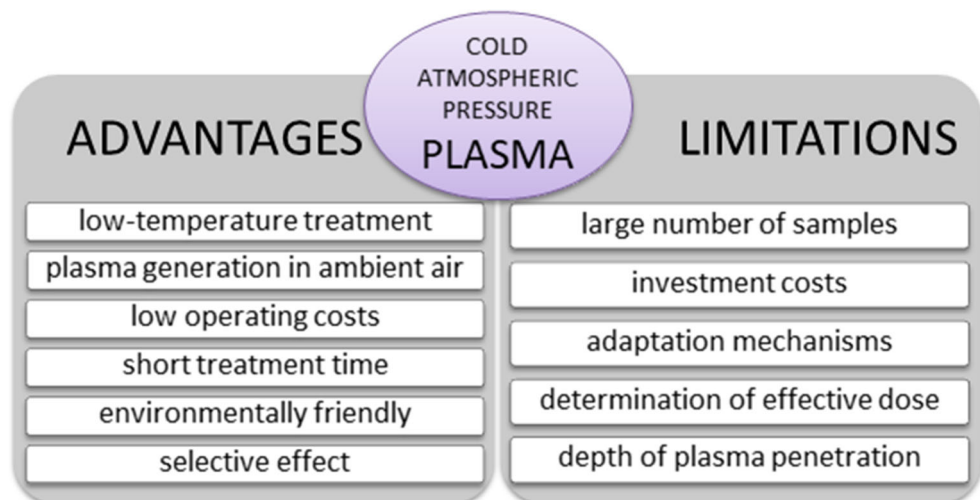 COLD
ATMOSPHERIC
PRESSURE
PLASMA
ADVANTAGES
low-temperature treatment
plasma generation in ambient air
low operating costs
short treatment time
environmentally friendly
selective effect
LIMITATIONS
large number of samples
investment costs
adaptation mechanisms
determination of effective dose
depth of plasma penetration